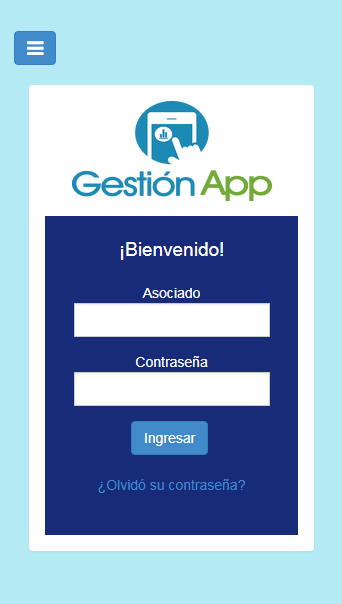 Gestión App
¡Bienvenido!
Asociado
Contraseña
Ingresar
¿Olvidó su contraseña?